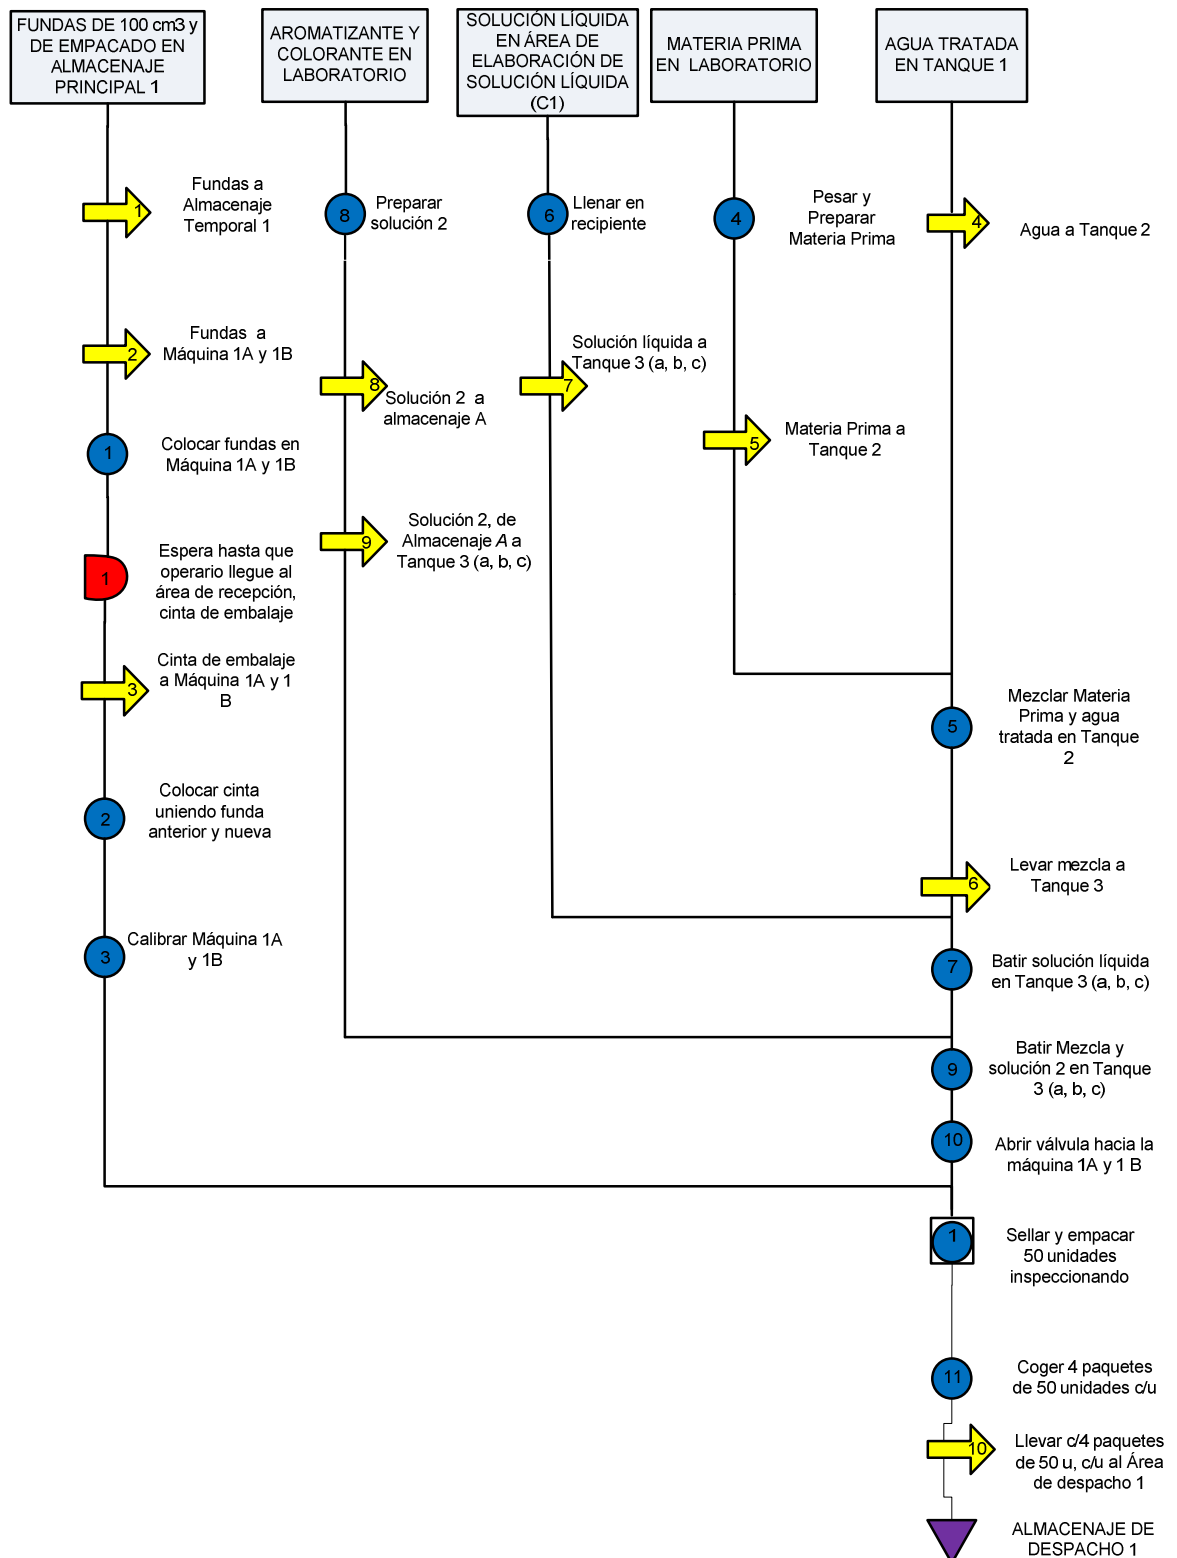 FUNDAS DE 100 cm3 y
DE EMPACADO EN
ALMACENAJE
PRINCIPAL 1
AROMATIZANTE Y
COLORANTE EN
LABORATORIO
SOLUCIÓN LÍQUIDA
EN ÁREA DE
ELABORACIÓN DE
SOLUCIÓN LÍQUIDA
(C1)
MATERIA PRIMA
EN LABORATORIO
AGUA TRATADA
EN TANQUE 1
1
Fundas a
Almacenaje
Temporal 1
2
Fundas a
Máquina 1A y 1B
1
Colocar fundas en
Máquina 1A y 1B
1
Espera hasta que
operario llegue al
área de recepción,
cinta de embalaje
3
Cinta de embalaje
a Máquina 1A y 1
B
2
Colocar cinta
uniendo funda
anterior y nueva
3
Calibrar Máquina 1A
y 1B
8
Preparar
solución 2
8
Solución 2 a
almacenaje A
9
Solución 2, de
Almacenaje A a
Tanque 3 (a, b, c)
6
Llenar en
recipiente
7
Solución líquida a
Tanque 3 (a, b, c)
4
Pesar y
Preparar
Materia Prima
5
Materia Prima a
Tanque 2
4
Agua a Tanque 2
5
Mezclar Materia
Prima y agua
tratada en Tanque
2
6
Levar mezcla a
Tanque 3
7
Batir solución líquida
en Tanque 3 (a, b, c)
9
Batir Mezcla y
solución 2 en Tanque
3 (a, b, c)
10
Abrir válvula hacia la
máquina 1A y 1 B
1
Sellar y empacar
50 unidades
inspeccionando
11
Coger 4 paquetes
de 50 unidades c/u
10
Llevar c/4 paquetes
de 50 u, c/u al Área
de despacho 1
ALMACENAJE DE
DESPACHO 1